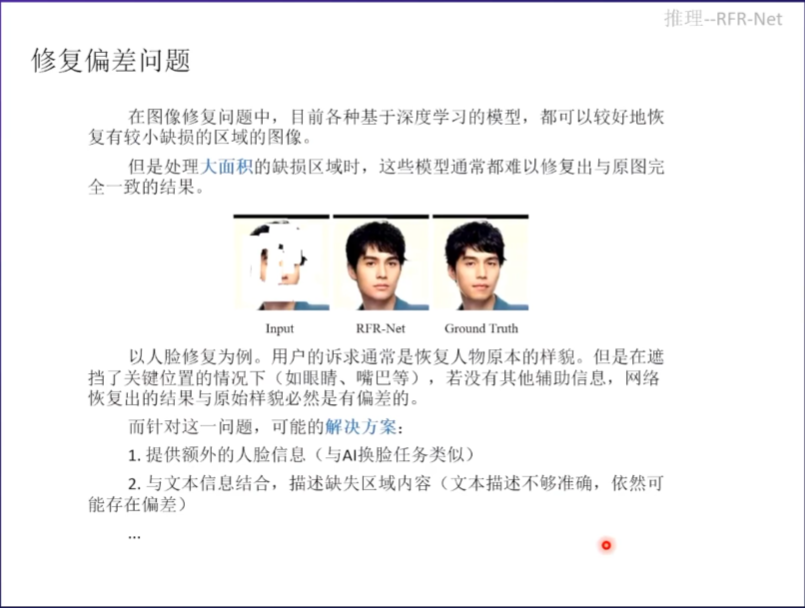 推理--RFR-Net
修复偏差问题
在图像修复问题中，目前各种基于深度学习的模型，都可以较好地恢
复有较小缺损的区域的图像。
但是处理大面积的缺损区域时，这些模型通常都难以修复出与原图完
全一致的结果。
Input RFR-Net Ground Truth
以人脸修复为例。用户的诉求通常是恢复人物原本的样貌。但是在遮
挡了关键位置的情况下（如眼睛、嘴巴等），若没有其他辅助信息，网络
恢复出的结果与原始样貌必然是有偏差的。
而针对这一问题，可能的解决方案：
1. 提供额外的人脸信息（与AI换脸任务类似）
2. 与文本信息结合，描述缺失区域内容（文本描述不够准确，依然可
能存在偏差）
...